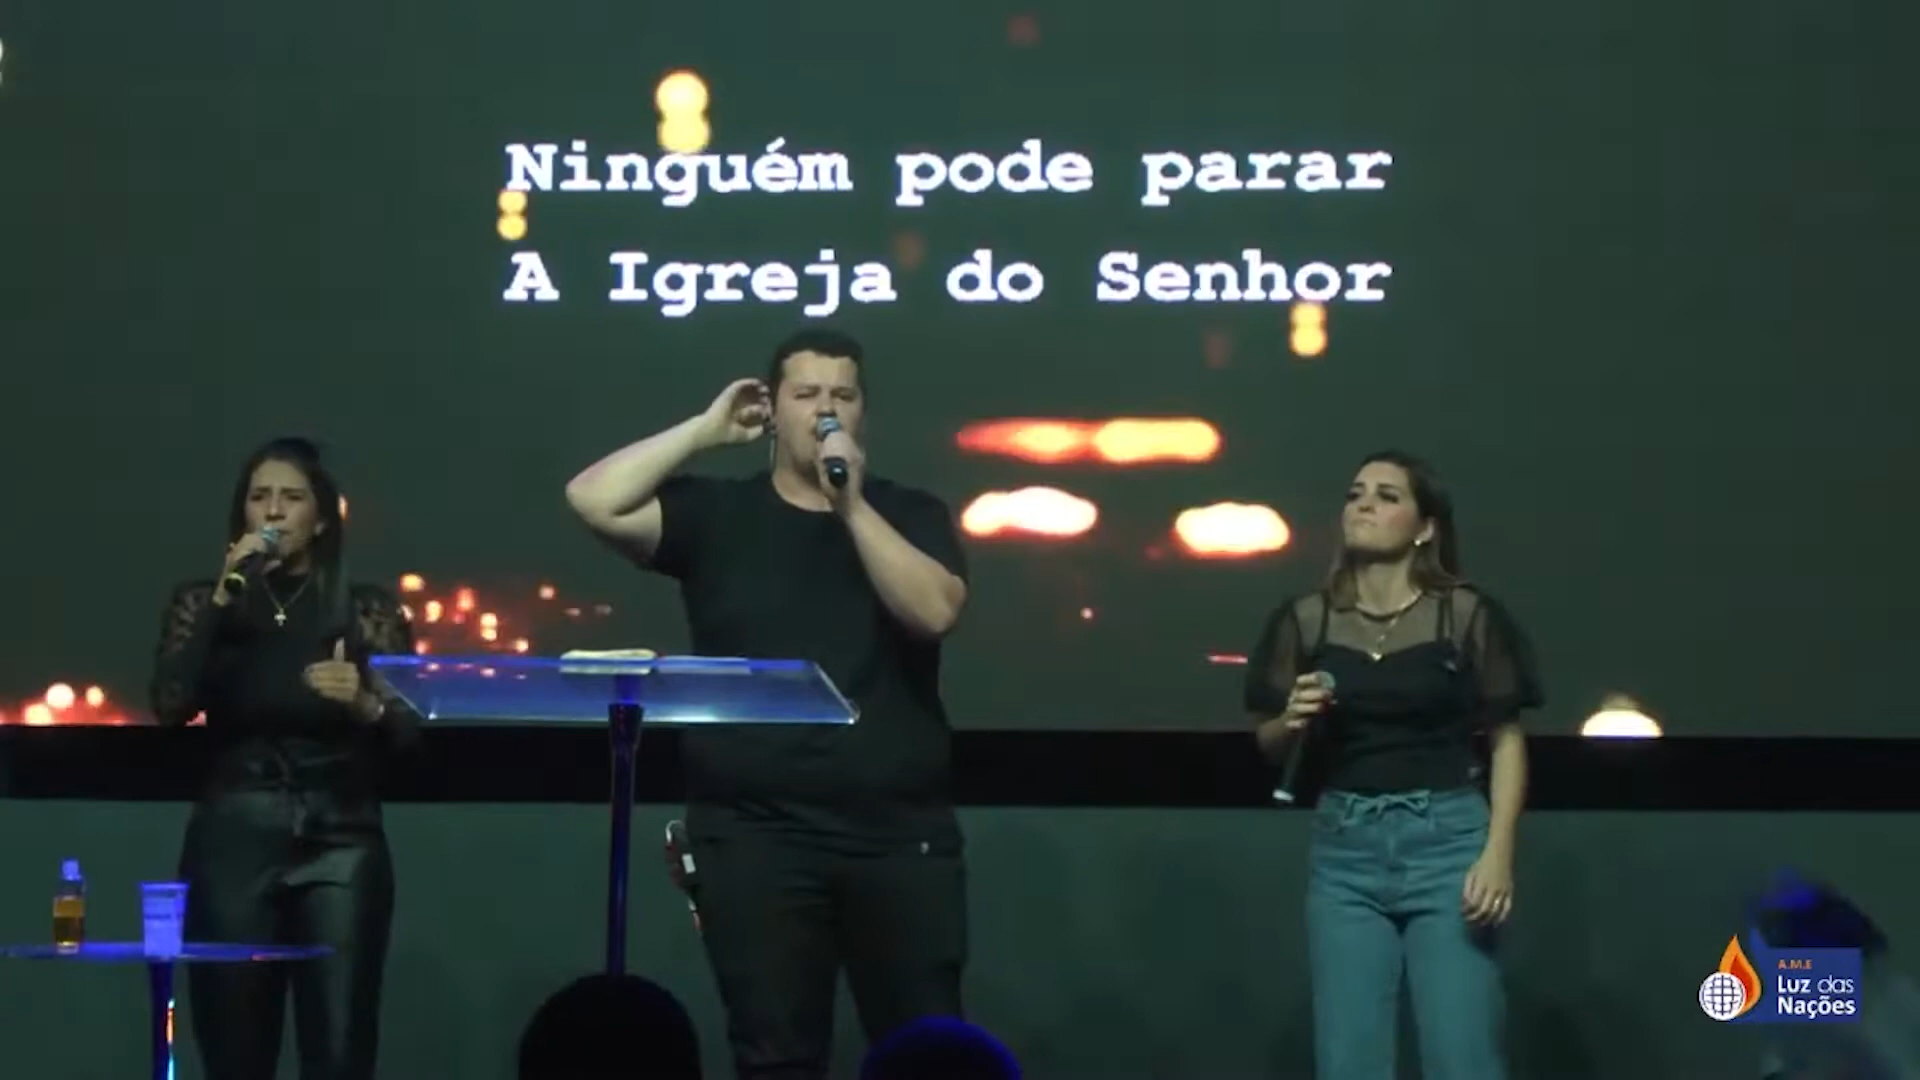 Ninguém pode parar
A Igreja do Senhor
A.M.E
Luz das
Nações